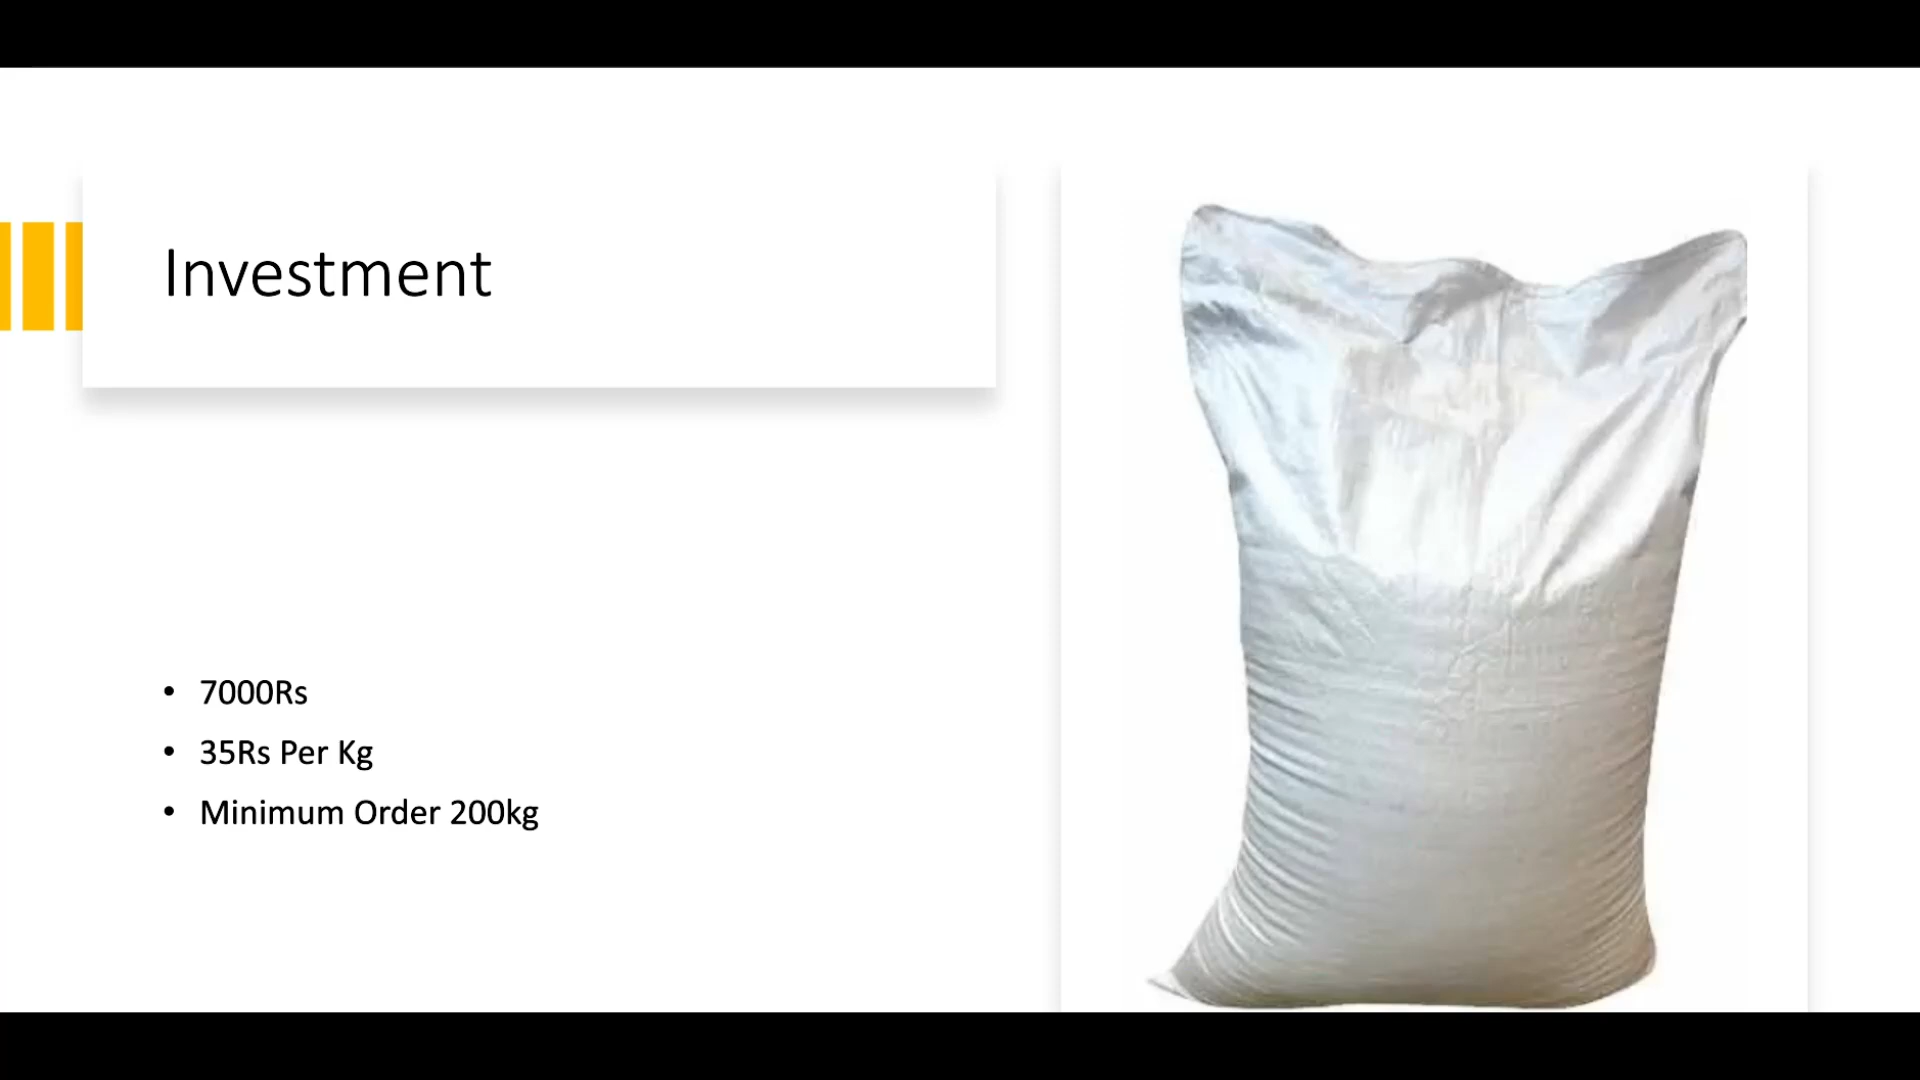 Investment
• 7000Rs
• 35Rs Per Kg
• Minimum Order 200kg